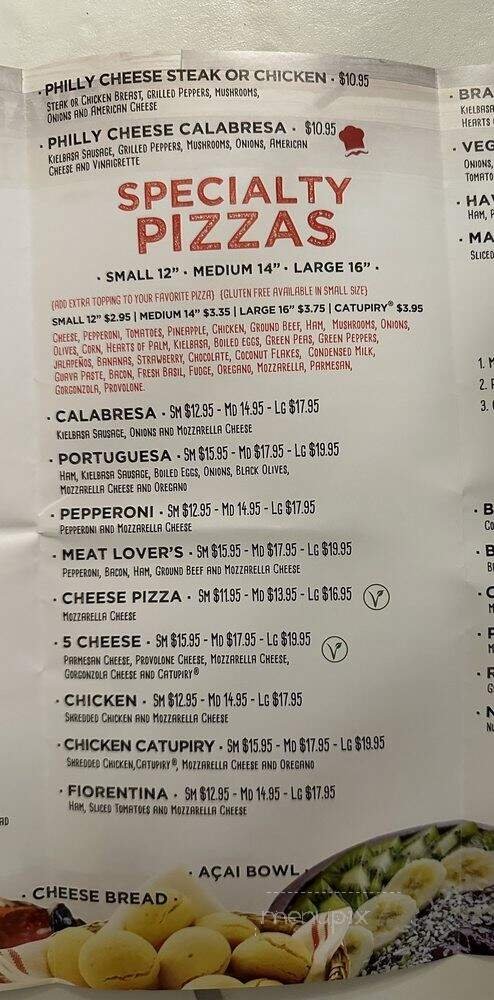 · PHILLY CHEESE STEAK OR CHICKEN · $10.95
STEAK OR CHICKEN BREAST, GRILLED PEPPERS, MUSHROOMS,
ONIONS AND AMERICAN CHEESE
· PHILLY CHEESE CALABRESA · $10.95
KIELBASA SAUSAGE, GRILLED PEPPERS, MUSHROOMS, ONIONS, AMERICAN
CHEESE AND VINAIGRETTE
SPECIALTY
PIZZAS
· SMALL 12” · MEDIUM 14” · LARGE 16” ·
(ADD EXTRA TOPPING TO YOUR FAVORITE PIZZA) (GLUTEN FREE AVAILABLE IN SMALL SIZE)
SMALL 12" $2.95 | MEDIUM 14" $3.35 | LARGE 16" $3.75 | CATUPIRY® $3.95
CHEESE, PEPPERONI, TOMATOES, PINEAPPLE, CHICKEN, GROUND BEEF, HAM, MUSHROOMS, ONIONS,
OLIVES, CORN, HEARTS OF PALM, KIELBASA, BOILED EGGS, GREEN PEAS, GREEN PEPPERS,
JALAPEÑOS, BANANAS, STRAWBERRY, CHOCOLATE, COCONUT FLAKES, CONDENSED MILK,
GUAVA PASTE, BACON, FRESH BASIL, FUDGE, OREGANO, MOZZARELLA, PARMESAN,
GORGONZOLA, PROVOLONE.
· CALABRESA · SM $12.95 - MD 14.95 - LG $17.95
KIELBASA SAUSAGE, ONIONS AND MOZZARELLA CHEESE
· PORTUGUESA · SM $15.95 - MD $17.95 - LG $19.95
HAM, KIELBASA SAUSAGE, BOILED EGGS, ONIONS, BLACK OLIVES,
MOZZARELLA CHEESE AND OREGANO
· PEPPERONI · SM $12.95 - MD 14.95 - LG $17.95
PEPPERONI AND MOZZARELLA CHEESE
· MEAT LOVER'S · SM $15.95 - MD $17.95 - LG $19.95
PEPPERONI, BACON, HAM, GROUND BEEF AND MOZZARELLA CHEESE
· CHEESE PIZZA · SM $11.95 - MD $13.95 - LG $16.95 V
MOZZARELLA CHEESE
· 5 CHEESE · SM $15.95 - MD $17.95 - LG $19.95 V
PARMESAN CHEESE, PROVOLONE CHEESE, MOZZARELLA CHEESE,
GORGONZOLA CHEESE AND CATUPIRY®
· CHICKEN · SM $12.95 - MD 14.95 - LG $17.95
SHREDDED CHICKEN AND MOZZARELLA CHEESE
· CHICKEN CATUPIRY · SM $15.95 - MD $17.95 - LG $19.95
SHREDDED CHICKEN, CATUPIRY®, MOZZARELLA CHEESE AND OREGANO
· FIORENTINA · SM $12.95 - MD 14.95 - LG $17.95
HAM, SLICED TOMATOES AND MOZZARELLA CHEESE
· AÇAI BOWL ·
· CHEESE BREAD ·
menupix
· BRA
KIELBASA
HEARTS
· VEG
ONIONS,
TOMATO
· HA
HAM, P
· MA
SLICED
1. M
2.
3.